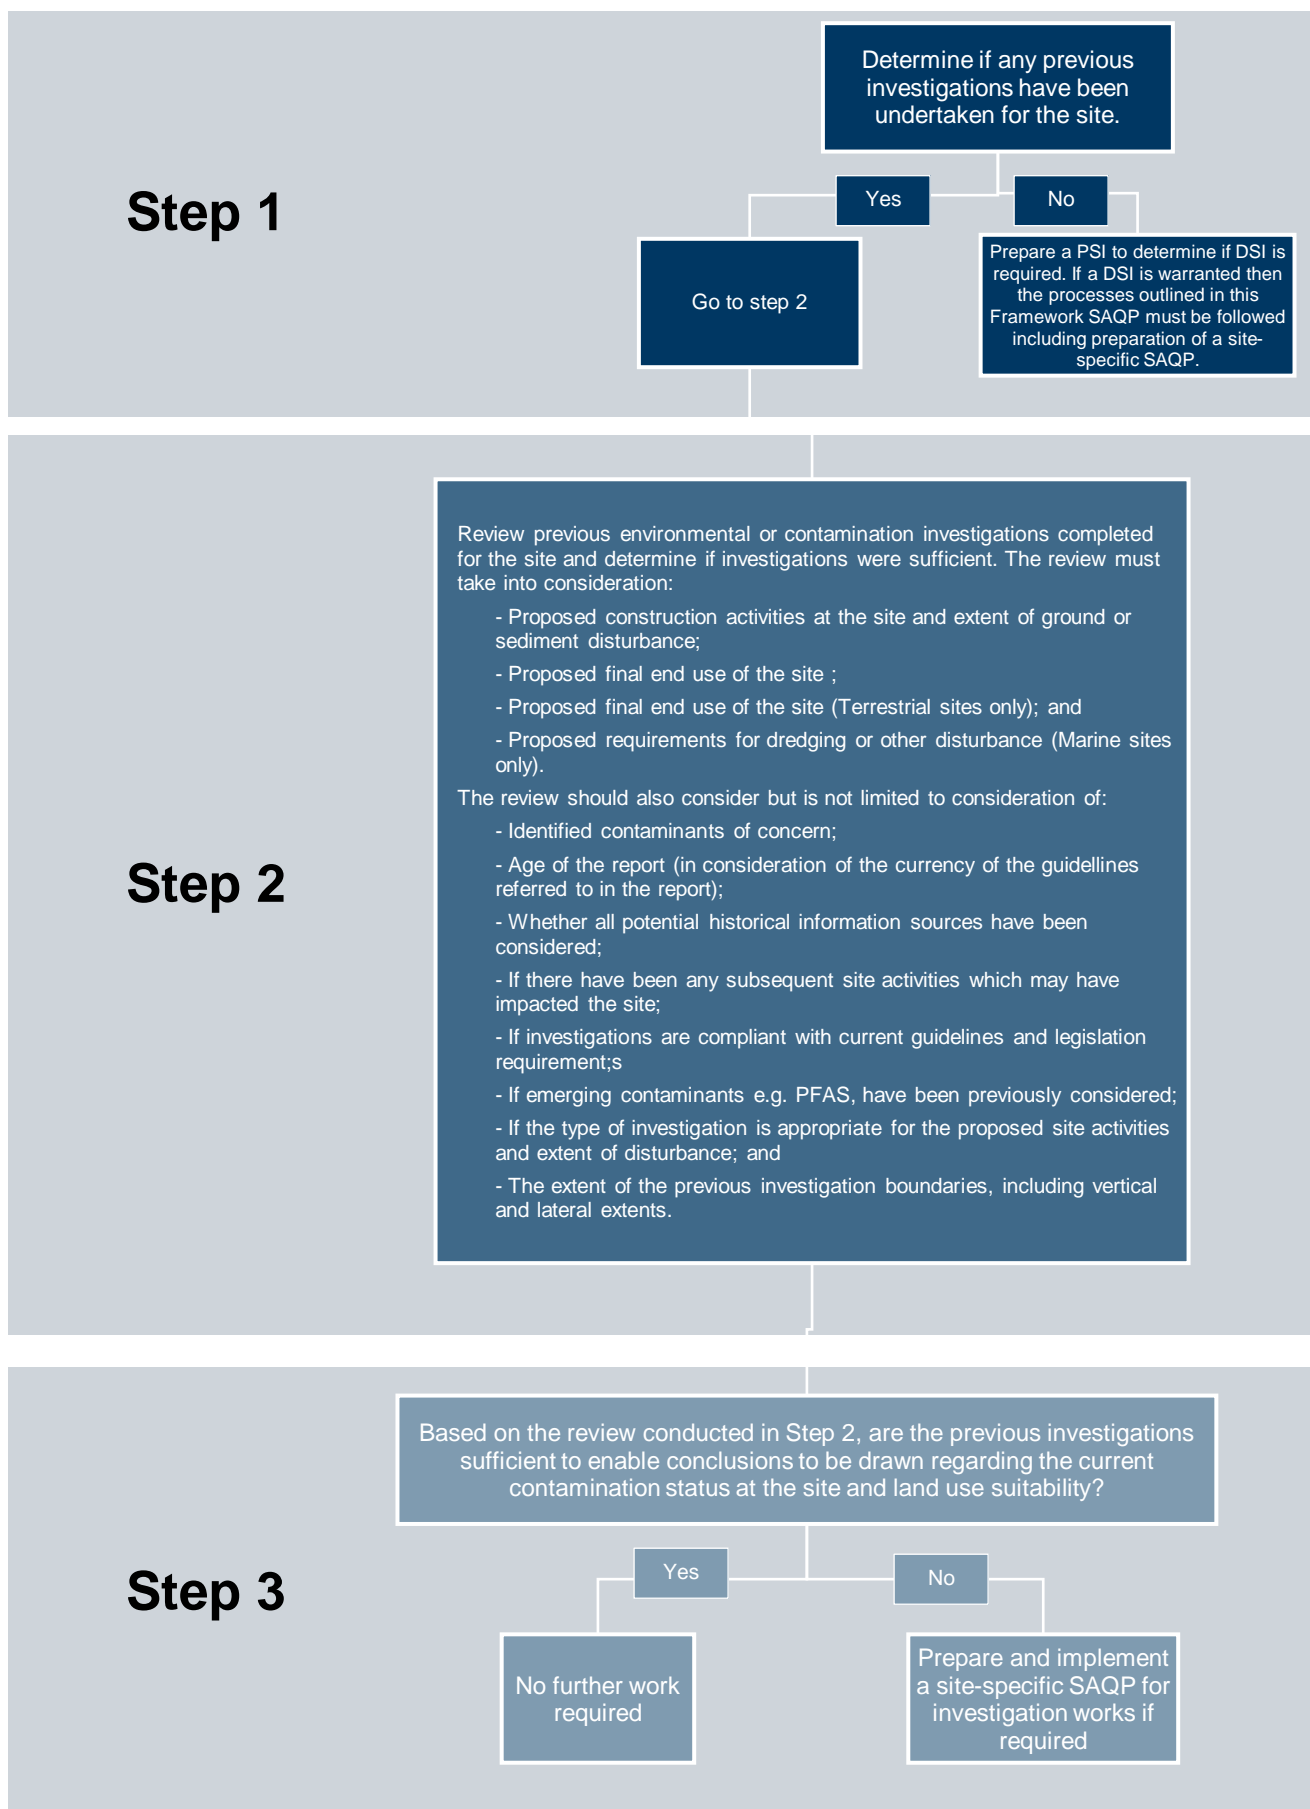 Step 1
Determine if any previous
investigations have been
undertaken for the site.
Yes
No
Go to step 2
Prepare a PSI to determine if DSI is
required. If a DSI is warranted then
the processes outlined in this
Framework SAQP must be followed
including preparation of a site-
specific SAQP.
Step 2
Review previous environmental or contamination investigations completed
for the site and determine if investigations were sufficient. The review must
take into consideration:
- Proposed construction activities at the site and extent of ground or
sediment disturbance;
- Proposed final end use of the site ;
- Proposed final end use of the site (Terrestrial sites only); and
- Proposed requirements for dredging or other disturbance (Marine sites
only).
The review should also consider but is not limited to consideration of:
- Identified contaminants of concern;
- Age of the report (in consideration of the currency of the guidellines
referred to in the report);
- Whether all potential historical information sources have been
considered;
- If there have been any subsequent site activities which may have
impacted the site;
- If investigations are compliant with current guidelines and legislation
requirement;s
- If emerging contaminants e.g. PFAS, have been previously considered;
- If the type of investigation is appropriate for the proposed site activities
and extent of disturbance; and
- The extent of the previous investigation boundaries, including vertical
and lateral extents.
Step 3
Based on the review conducted in Step 2, are the previous investigations
sufficient to enable conclusions to be drawn regarding the current
contamination status at the site and land use suitability?
Yes
No
No further work
required
Prepare and implement
a site-specific SAQP for
investigation works if
required